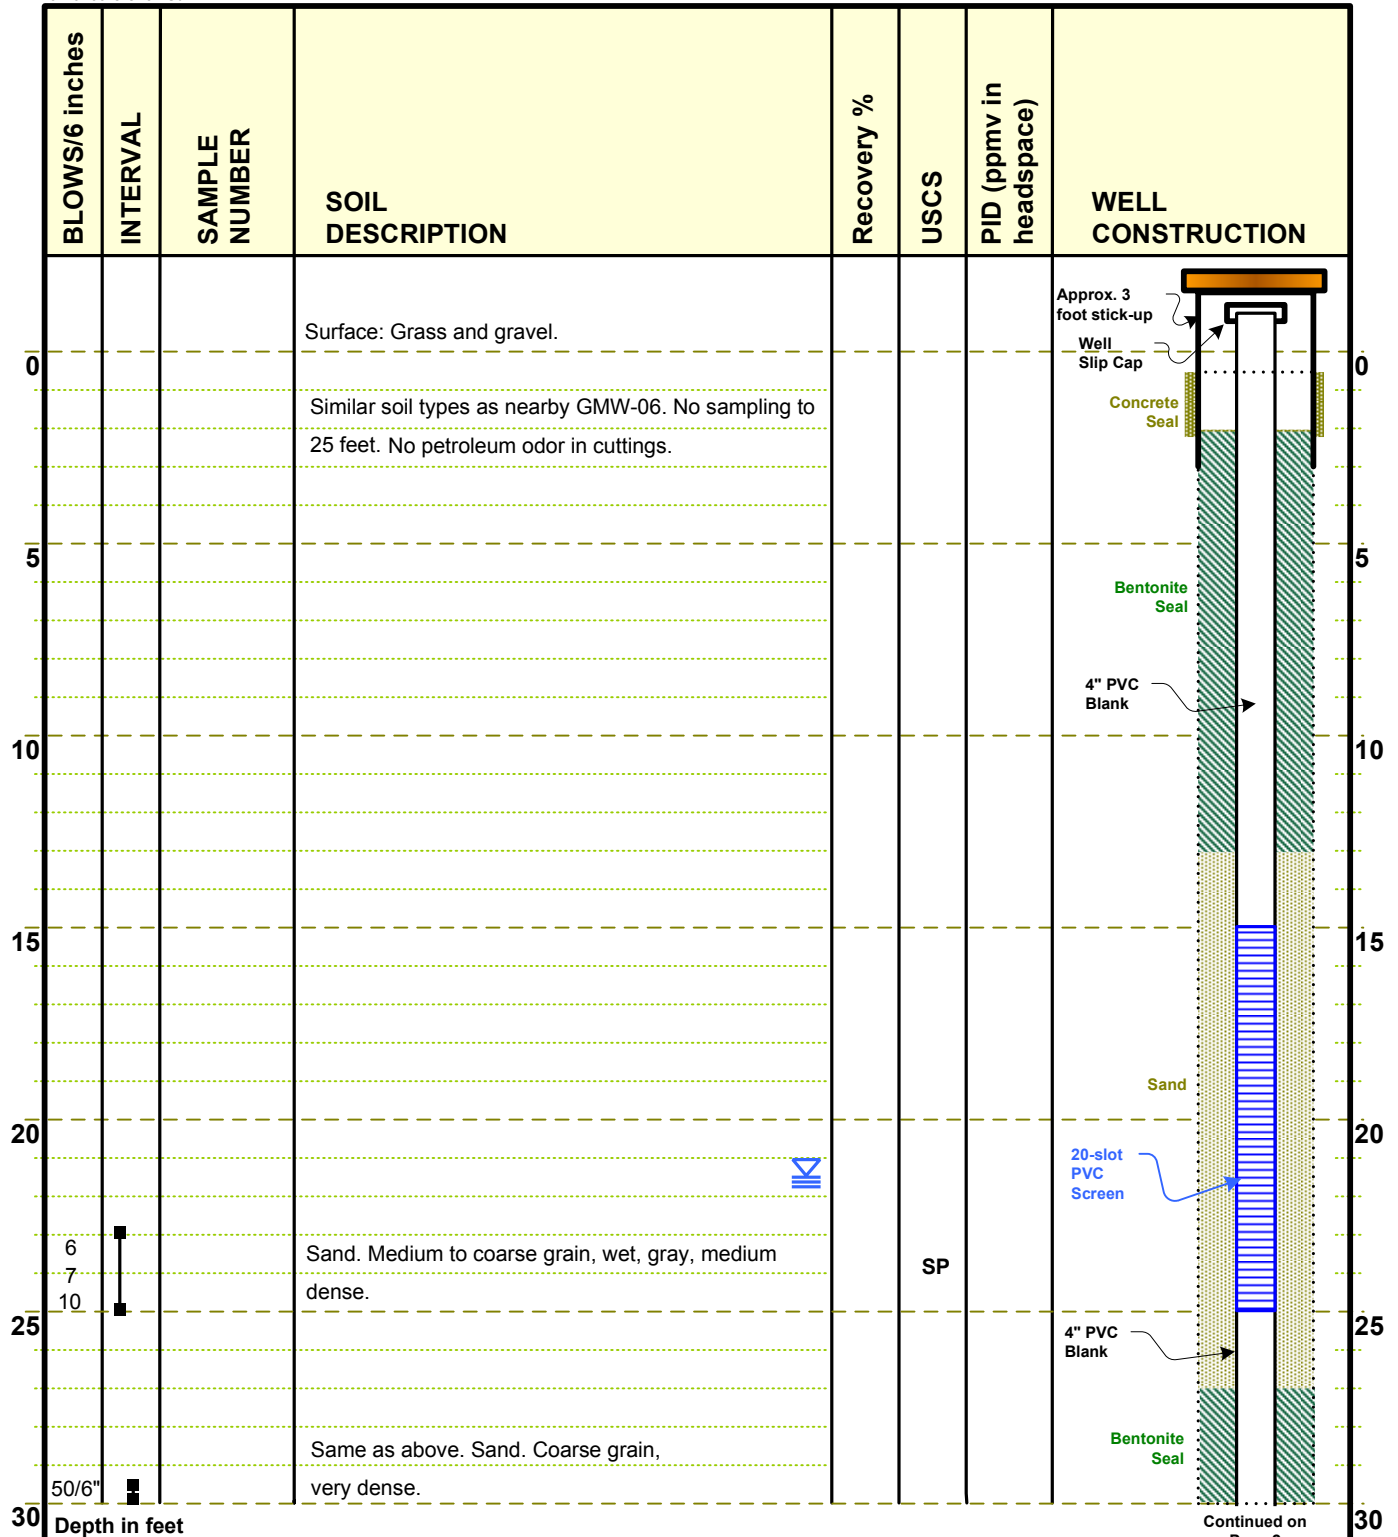 BLOWS/6 inches
INTERVAL
SAMPLE
NUMBER
SOIL
DESCRIPTION
Recovery %
USCS
PID (ppmv in
headspace)
WELL
CONSTRUCTION
Approx. 3
foot stick-up
Surface: Grass and gravel.
Well
Slip Cap
0
0
Similar soil types as nearby GMW-06. No sampling to
25 feet. No petroleum odor in cuttings.
Concrete
Seal
5
5
Bentonite
Seal
4" PVC
Blank
10
10
15
15
Sand
20
20
20-slot
PVC
Screen
6
7
10
Sand. Medium to coarse grain, wet, gray, medium
dense.
SP
25
25
4" PVC
Blank
Same as above. Sand. Coarse grain,
very dense.
Bentonite
Seal
50/6"
30
30
Depth in feet
Continued on